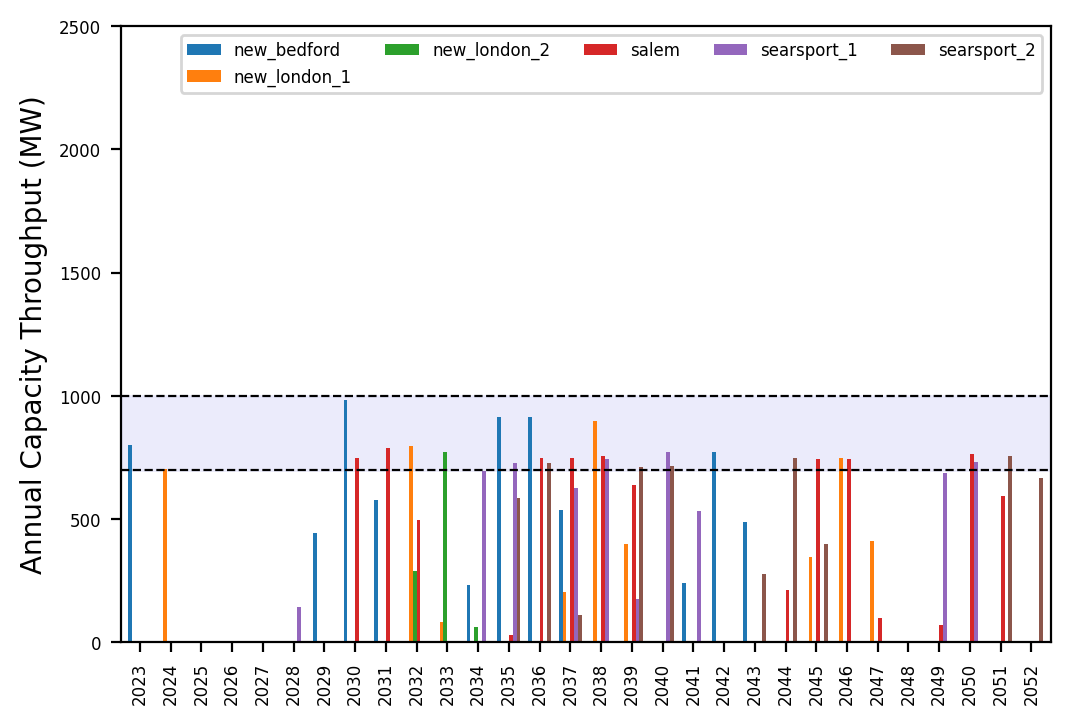 Annual Capacity Throughput (MW)
2500
2000
1500
1000
500
0
new_bedford new_london_2 salem searsport_1 searsport_2
new_london_1
2023 2024 2025 2026 2027 2028 2029 2030 2031 2032 2033 2034 2035 2036 2037 2038 2039 2040 2041 2042 2043 2044 2045 2046 2047 2048 2049 2050 2051 2052